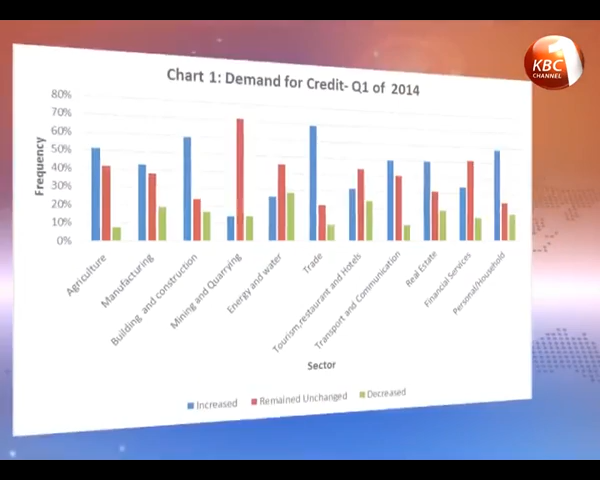 KBC
CHANNEL
1
Chart 1: Demand for Credit- Q1 of 2014
Frequency
80%
70%
60%
50%
40%
30%
20%
10%
0%
Agriculture
Manufacturing
Building and construction
Mining and Quarrying
Energy and water
Trade
Tourism,restaurant and Hotels
Transport and Communication
Real Estate
Financial Services
Personal/Household
Sector
Increased
Remained Unchanged
Decreased